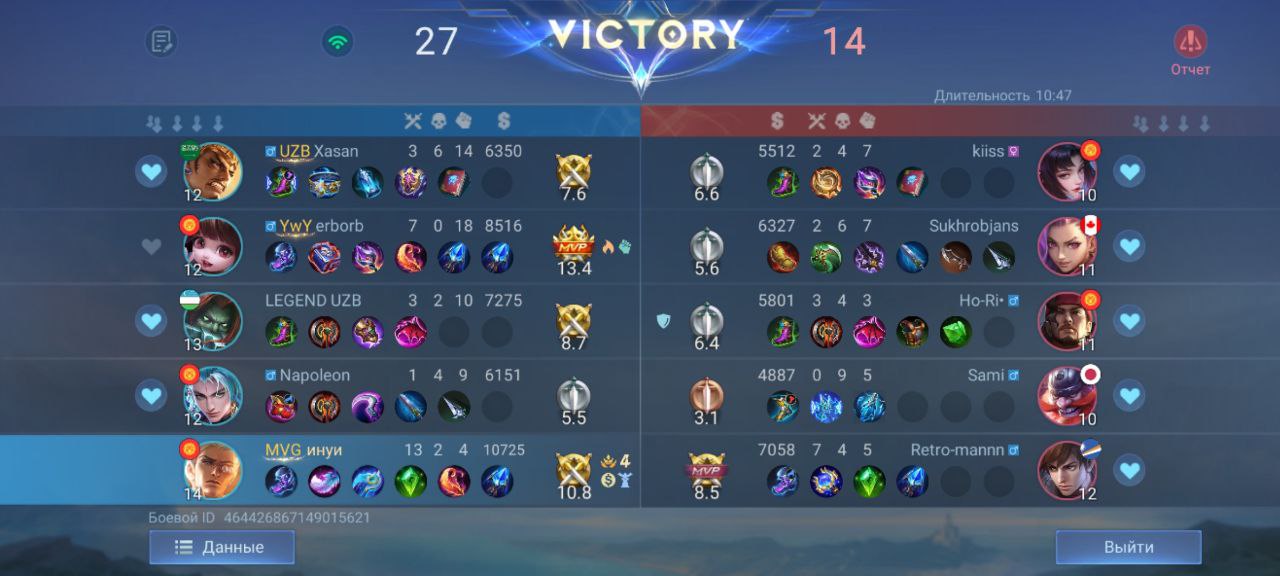 27 VICTORY 14
Отчет
Длительность 10:47
UZB Xasan 3 6 14 6350
12 7.6
5512 2 4 7 kiiss
6.6 10
YwY erborb 7 0 18 8516
12 MVP 13.4
6327 2 6 7 Sukhrobjans
5.6 11
LEGEND UZB 3 2 10 7275
13 8.7
5801 3 4 3 Ho-Ri•
6.4 11
Napoleon 1 4 9 6151
12 5.5
4887 0 9 5 Sami
3.1 10
MVG инуи 13 2 4 10725
14 10.8 4
7058 7 4 5 Retro-mannn
MVP 8.5 12
Боевой ID 464426867149015621
Данные
Выйти